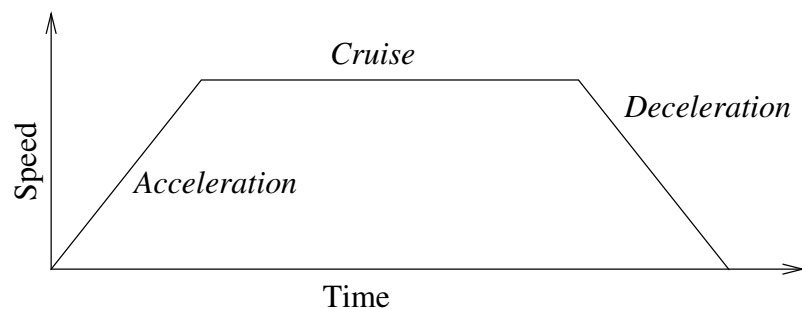 Cruise
Deceleration
Speed
Acceleration
Time